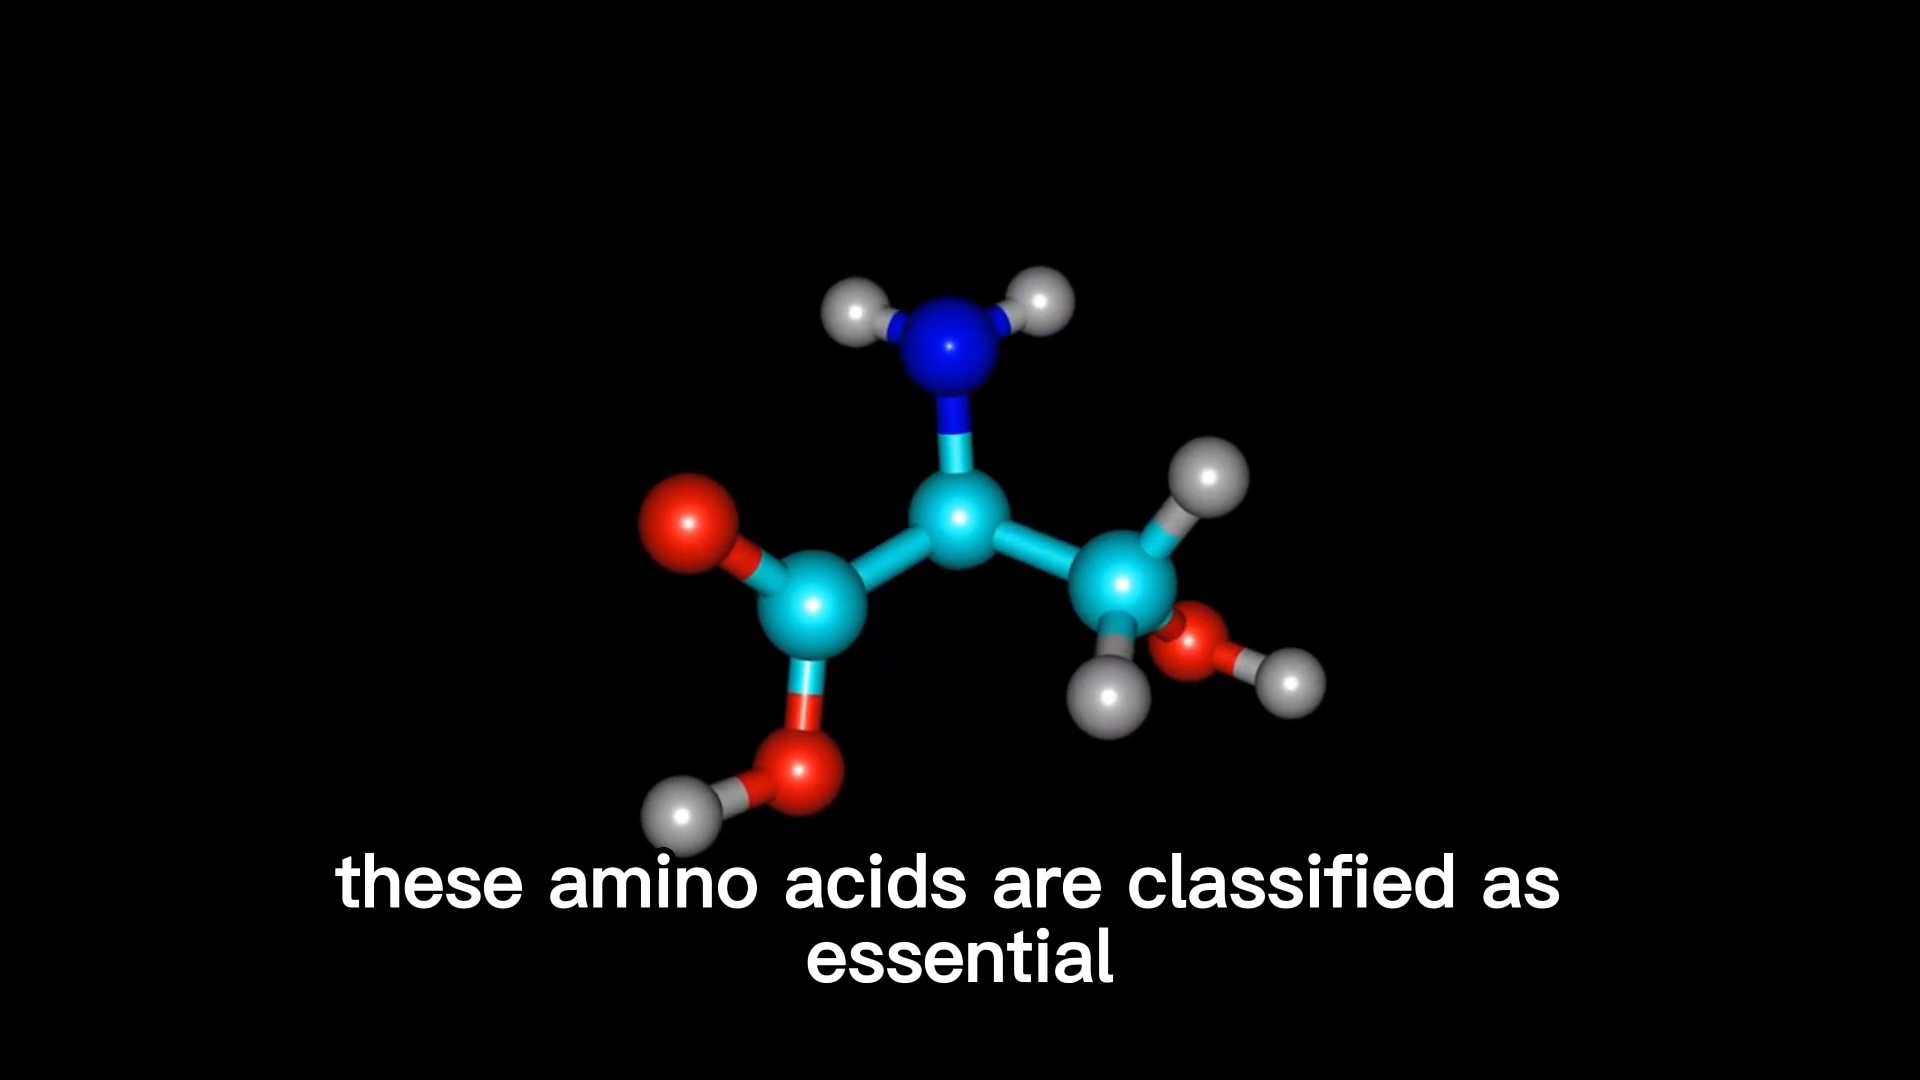 these amino acids are classified as
essential